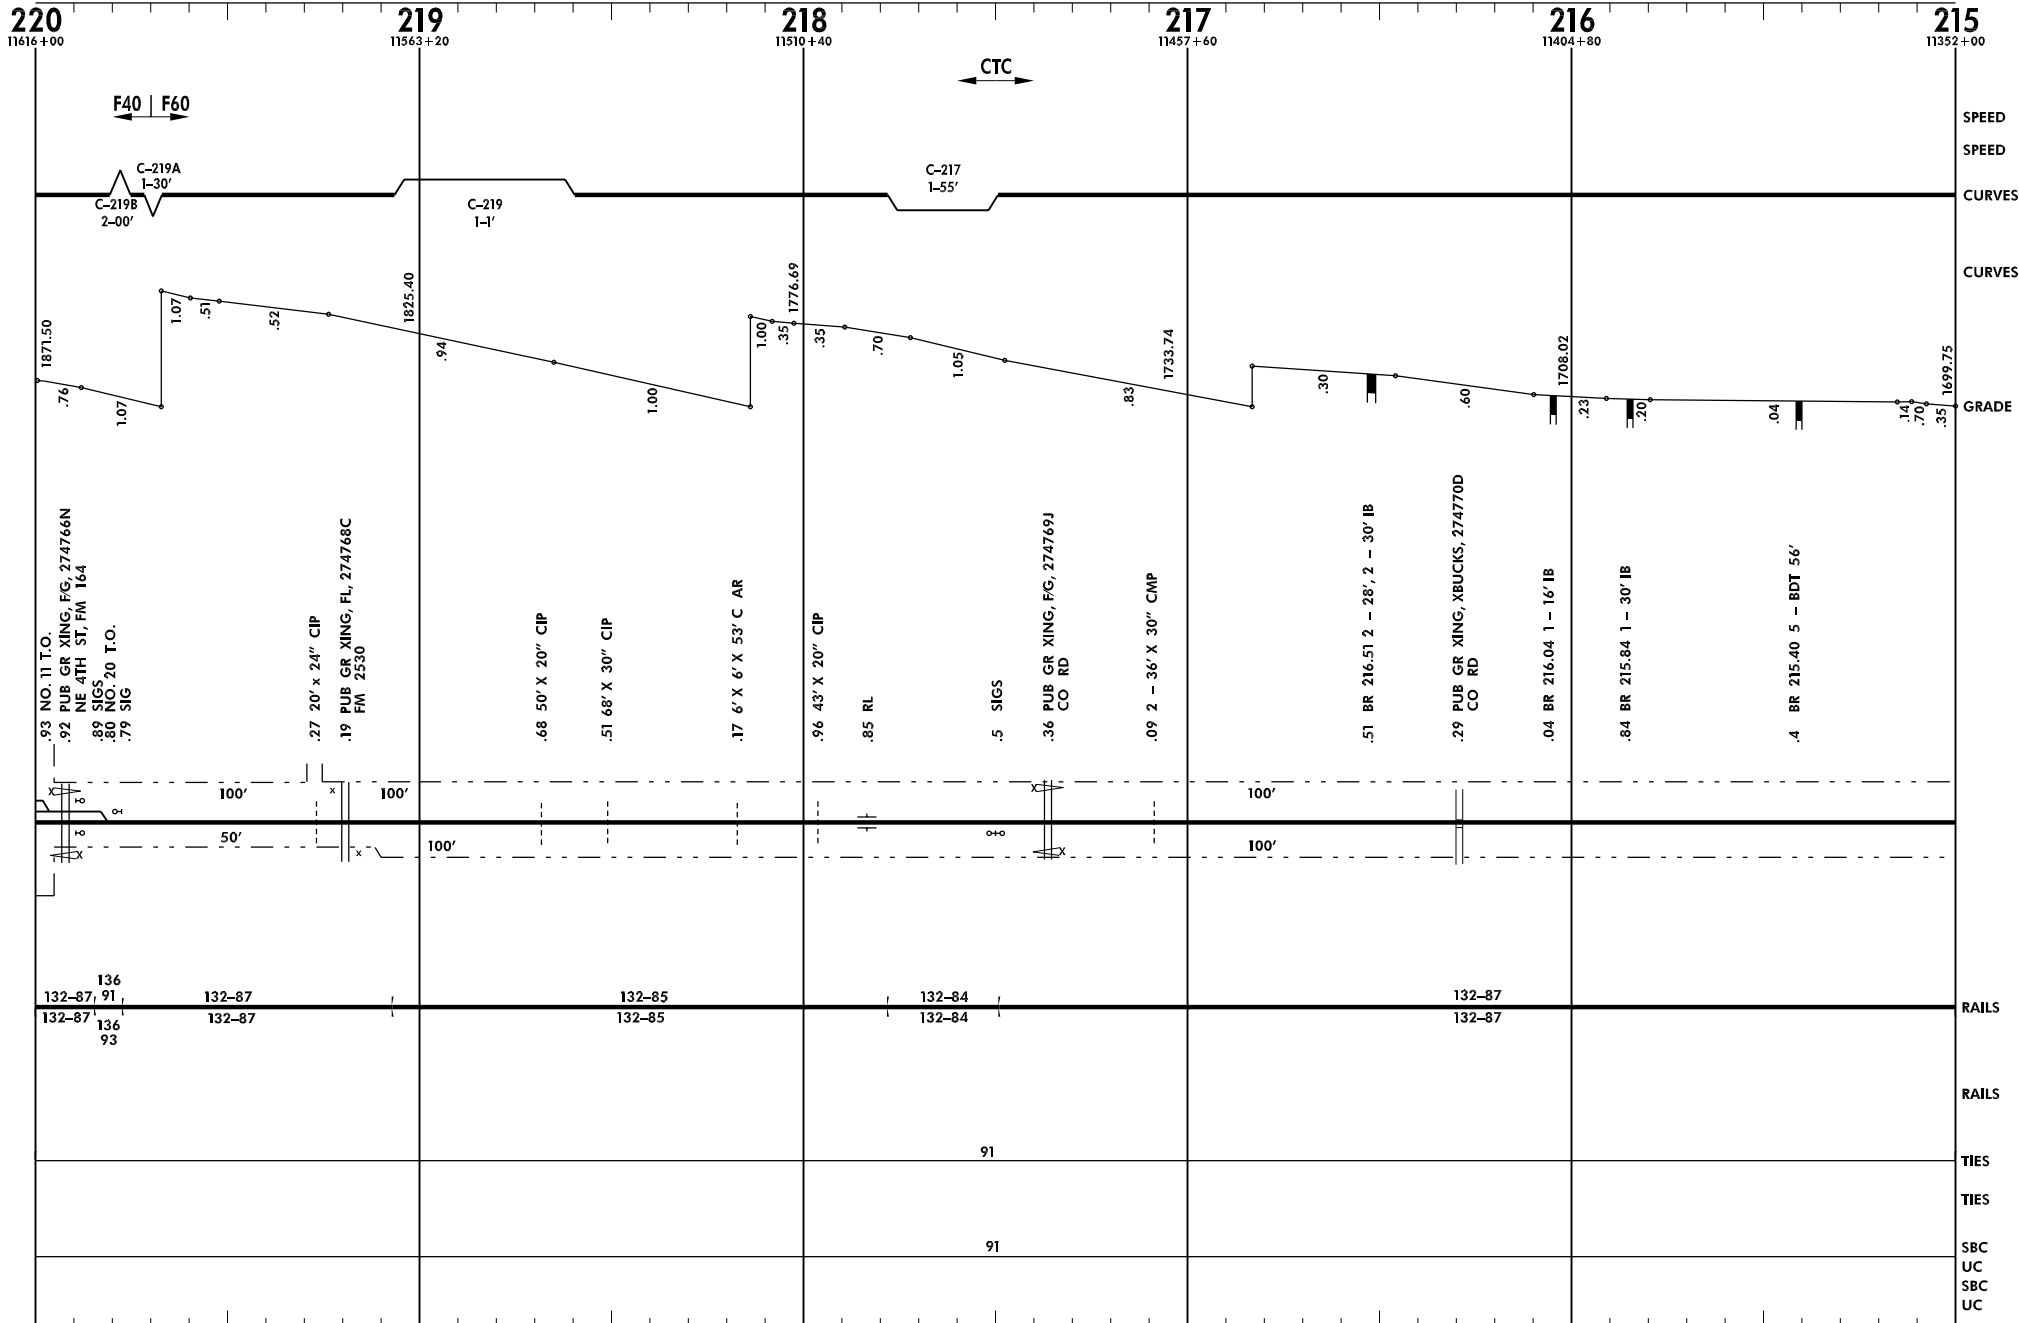 220 219 218 217 216 215
11616+00 11563+20 11510+40 11457+60 11404+80 11352+00
CTC
F40 F60
SPEED
SPEED
C–219A
1–30′
C–219B
2–00′
C–219
1–1′
C–217
1–55′
CURVES
CURVES
1871.50
.76
1.07
1.07
.51
.52
1825.40
.94
1.00
1.00
.35
1776.69
.35
.70
1.05
1733.74
.83
.30
.60
1708.02
.23
.20
.04
.14
.70
.35
1699.75
GRADE
.93 NO. 11 T.O.
.92 PUB GR XING, F/G, 274766N
NE 4TH ST, FM 164
.89 SIGS
.80 NO. 20 T.O.
.79 SIG
.27 20′ x 24″ CIP
.19 PUB GR XING, FL, 274768C
FM 2530
.68 50′ X 20″ CIP
.51 68′ X 30″ CIP
.17 6′ X 6′ X 53′ C AR
.96 43′ X 20″ CIP
.85 RL
.5 SIGS
.36 PUB GR XING, F/G, 274769J
CO RD
.09 2 – 36′ X 30″ CMP
.51 BR 216.51 2 – 28′, 2 – 30′ IB
.29 PUB GR XING, XBUCKS, 274770D
CO RD
.04 BR 216.04 1 – 16′ IB
.84 BR 215.84 1 – 30′ IB
.4 BR 215.40 5 – BDT 56′
X
x
X
100′ 100′ 100′
50′ 100′ 100′
X
x
X
136
132–87 91 132–87 132–85 132–84 132–87
RAILS
132–87 136 132–87 132–85 132–84 132–87
93
RAILS
91
TIES
TIES
91
SBC
UC
SBC
UC